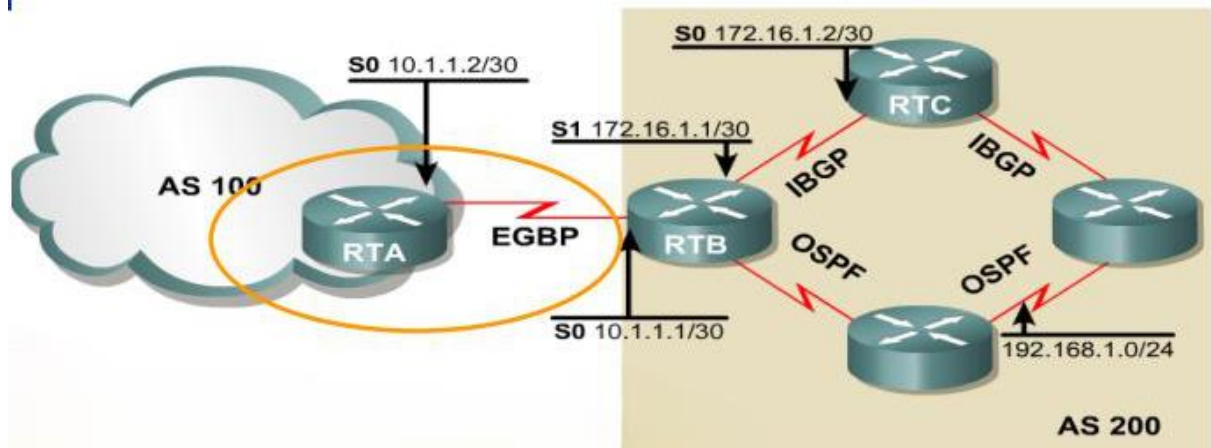 S0 172.16.1.2/30
S0 10.1.1.2/30
RTC
S1 172.16.1.1/30
IBGP
IBGP
AS 100
RTA
EGBP
RTB
OSPF
OSPF
S0 10.1.1.1/30
192.168.1.0/24
AS 200